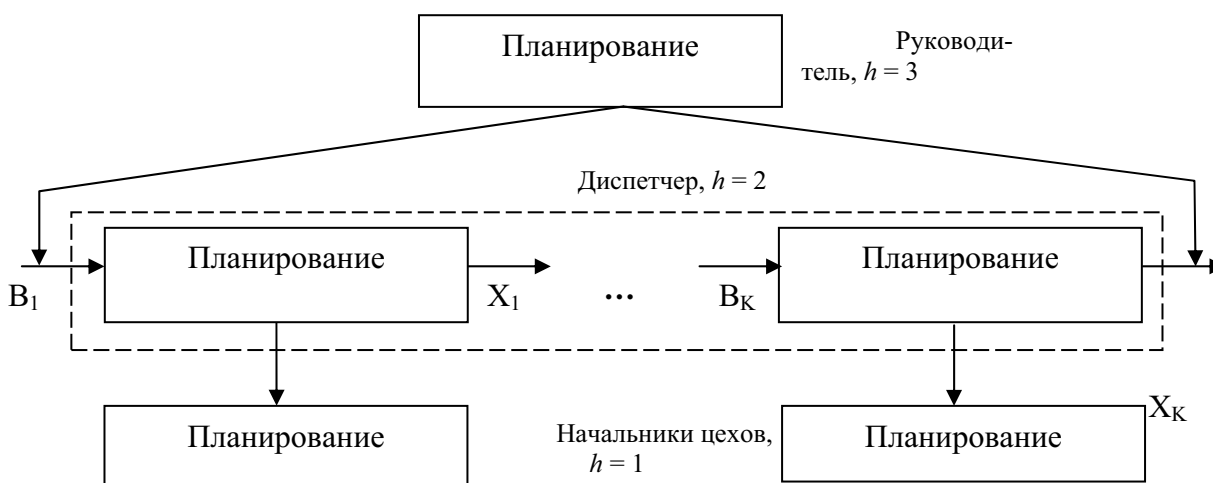 Планирование
Руководи-
тель, h = 3
Диспетчер, h = 2
Планирование
Планирование
B1
X1
...
BK
Планирование
Начальники цехов,
h = 1
Планирование
XK